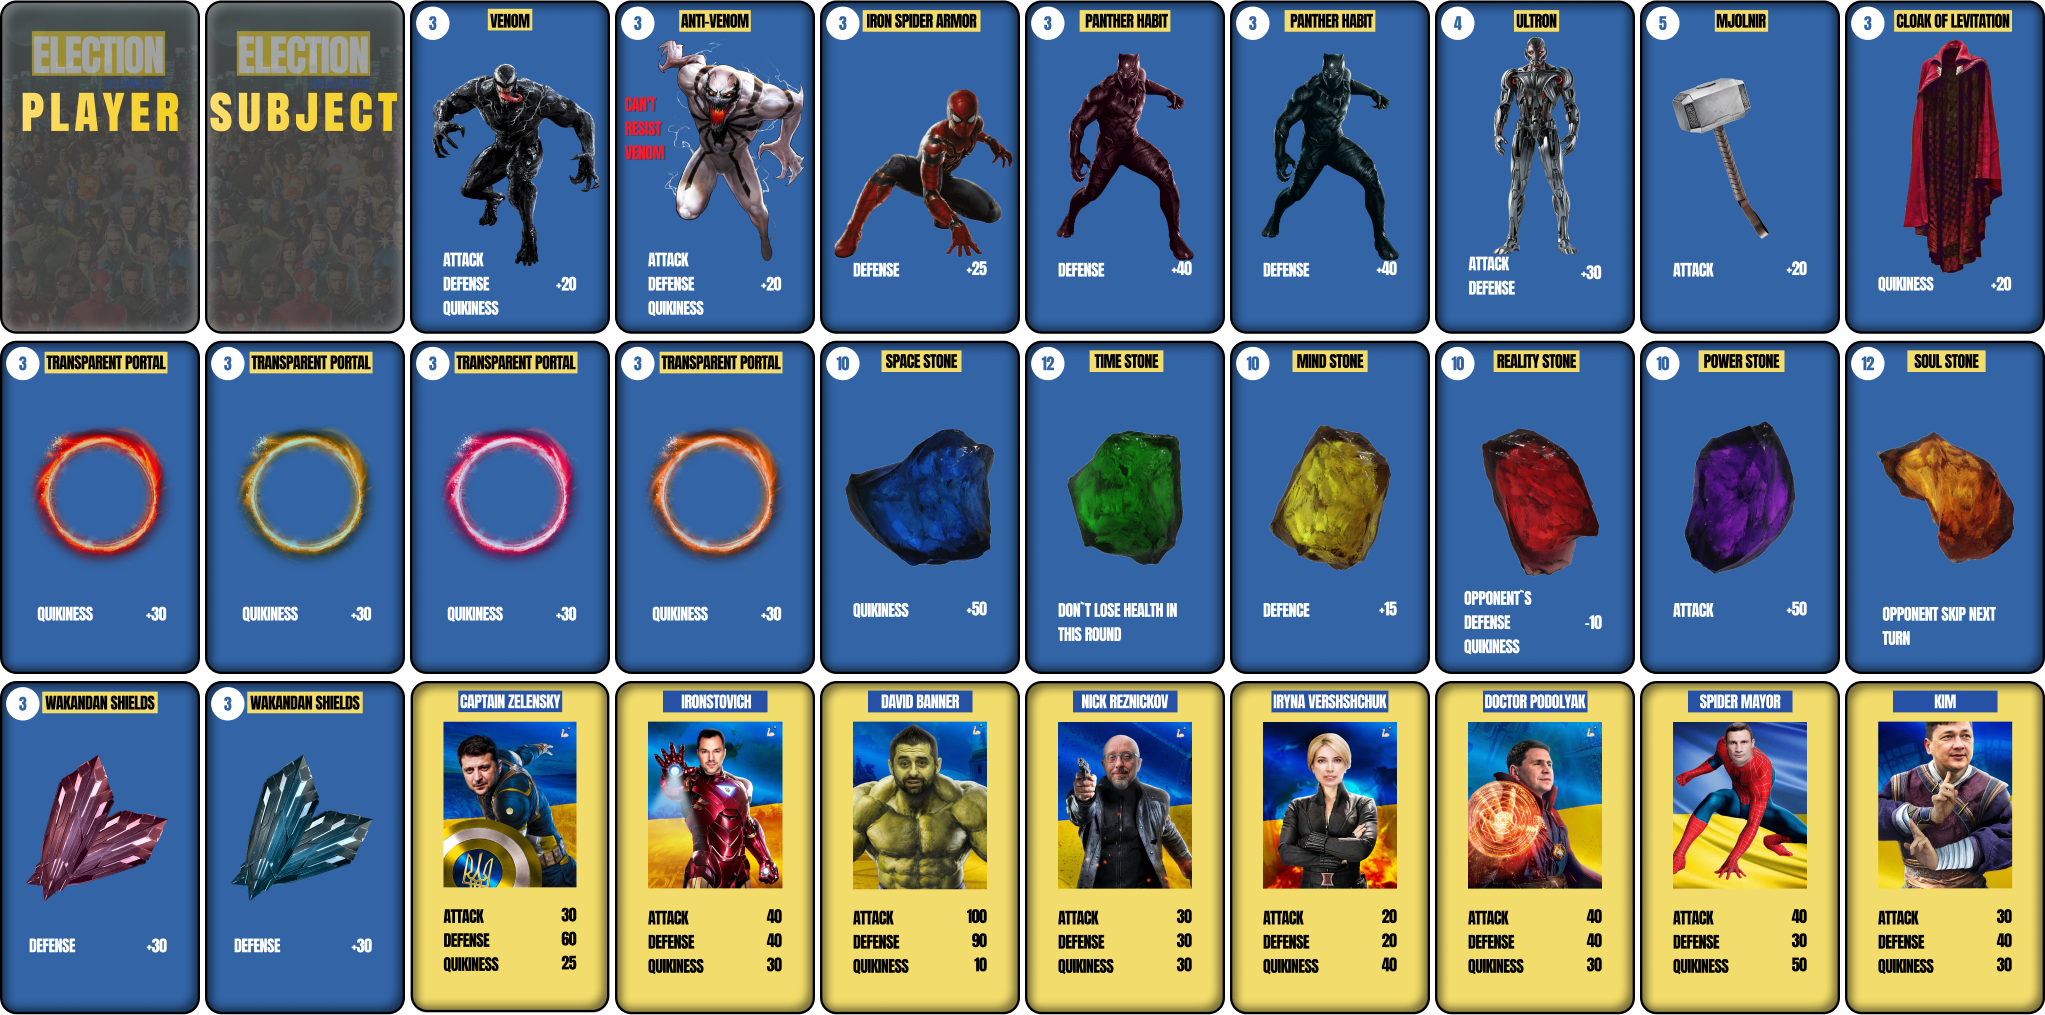 ELECTION
PLAYER
ELECTION
SUBJECT
3
VENOM
ATTACK
DEFENSE +20
QUIKINESS
3
ANTI-VENOM
CAN'T
RESIST
VENOM
ATTACK
DEFENSE +20
QUIKINESS
3
IRON SPIDER ARMOR
DEFENSE +25
3
PANTHER HABIT
DEFENSE +40
3
PANTHER HABIT
DEFENSE +40
4
ULTRON
ATTACK
DEFENSE +30
5
MJOLNIR
ATTACK +20
3
CLOAK OF LEVITATION
QUIKINESS +20
3
TRANSPARENT PORTAL
QUIKINESS +30
3
TRANSPARENT PORTAL
QUIKINESS +30
3
TRANSPARENT PORTAL
QUIKINESS +30
3
TRANSPARENT PORTAL
QUIKINESS +30
10
SPACE STONE
QUIKINESS +50
12
TIME STONE
DON`T LOSE HEALTH IN
THIS ROUND
10
MIND STONE
DEFENCE +15
10
REALITY STONE
OPPONENT`S
DEFENSE -10
QUIKINESS
10
POWER STONE
ATTACK +50
12
SOUL STONE
OPPONENT SKIP NEXT
TURN
3
WAKANDAN SHIELDS
DEFENSE +30
3
WAKANDAN SHIELDS
DEFENSE +30
CAPTAIN ZELENSKY
ATTACK 30
DEFENSE 60
QUIKINESS 25
IRONSTOVICH
ATTACK 40
DEFENSE 40
QUIKINESS 30
DAVID BANNER
ATTACK 100
DEFENSE 90
QUIKINESS 10
NICK REZNICKOV
ATTACK 30
DEFENSE 30
QUIKINESS 30
IRYNA VERSHSHCHUK
ATTACK 20
DEFENSE 20
QUIKINESS 40
DOCTOR PODOLYAK
ATTACK 40
DEFENSE 40
QUIKINESS 30
SPIDER MAYOR
ATTACK 40
DEFENSE 30
QUIKINESS 50
KIM
ATTACK 30
DEFENSE 40
QUIKINESS 30